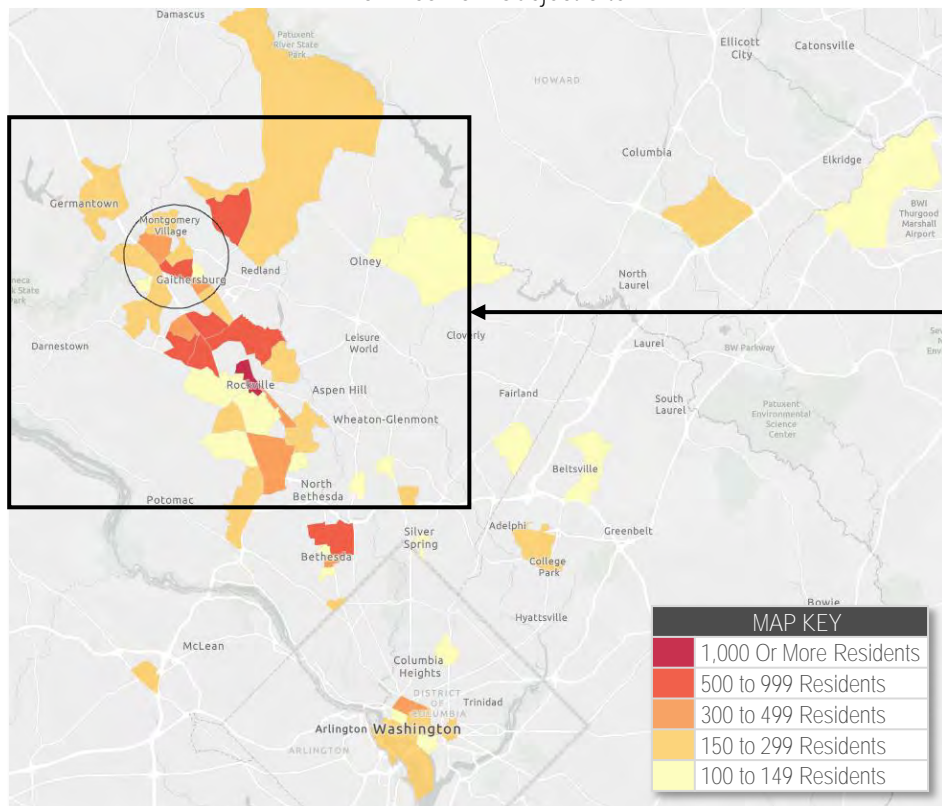 Damascus
Patuxent
River State
Park
Ellicott
City
Catonsville
HOWARD
Columbia
Elkridge
Germantown
Montgomery
Village
BWI
Thurgood
Marshall
Airport
Redland
Olney
Gaithersburg
North
Laurel
neca
k State
Park
Darnestown
Leisure
World
Cloverly
Laurel
BW Parkway
Rockville
Aspen Hill
Fairland
South
Laurel
Patuxent
Environmental
Science
Center
Wheaton-Glenmont
Beltsville
North
Bethesda
Potomac
Silver
Spring
Adelphi
Greenbelt
Bethesda
College
Park
Bowie
Hyattsville
McLean
Columbia
Heights
DISTRICT
OF
COLUMBIA
Trinidad
Arlington
Washington
ARLINGTON
MAP KEY
1,000 Or More Residents
500 to 999 Residents
300 to 499 Residents
150 to 299 Residents
100 to 149 Residents